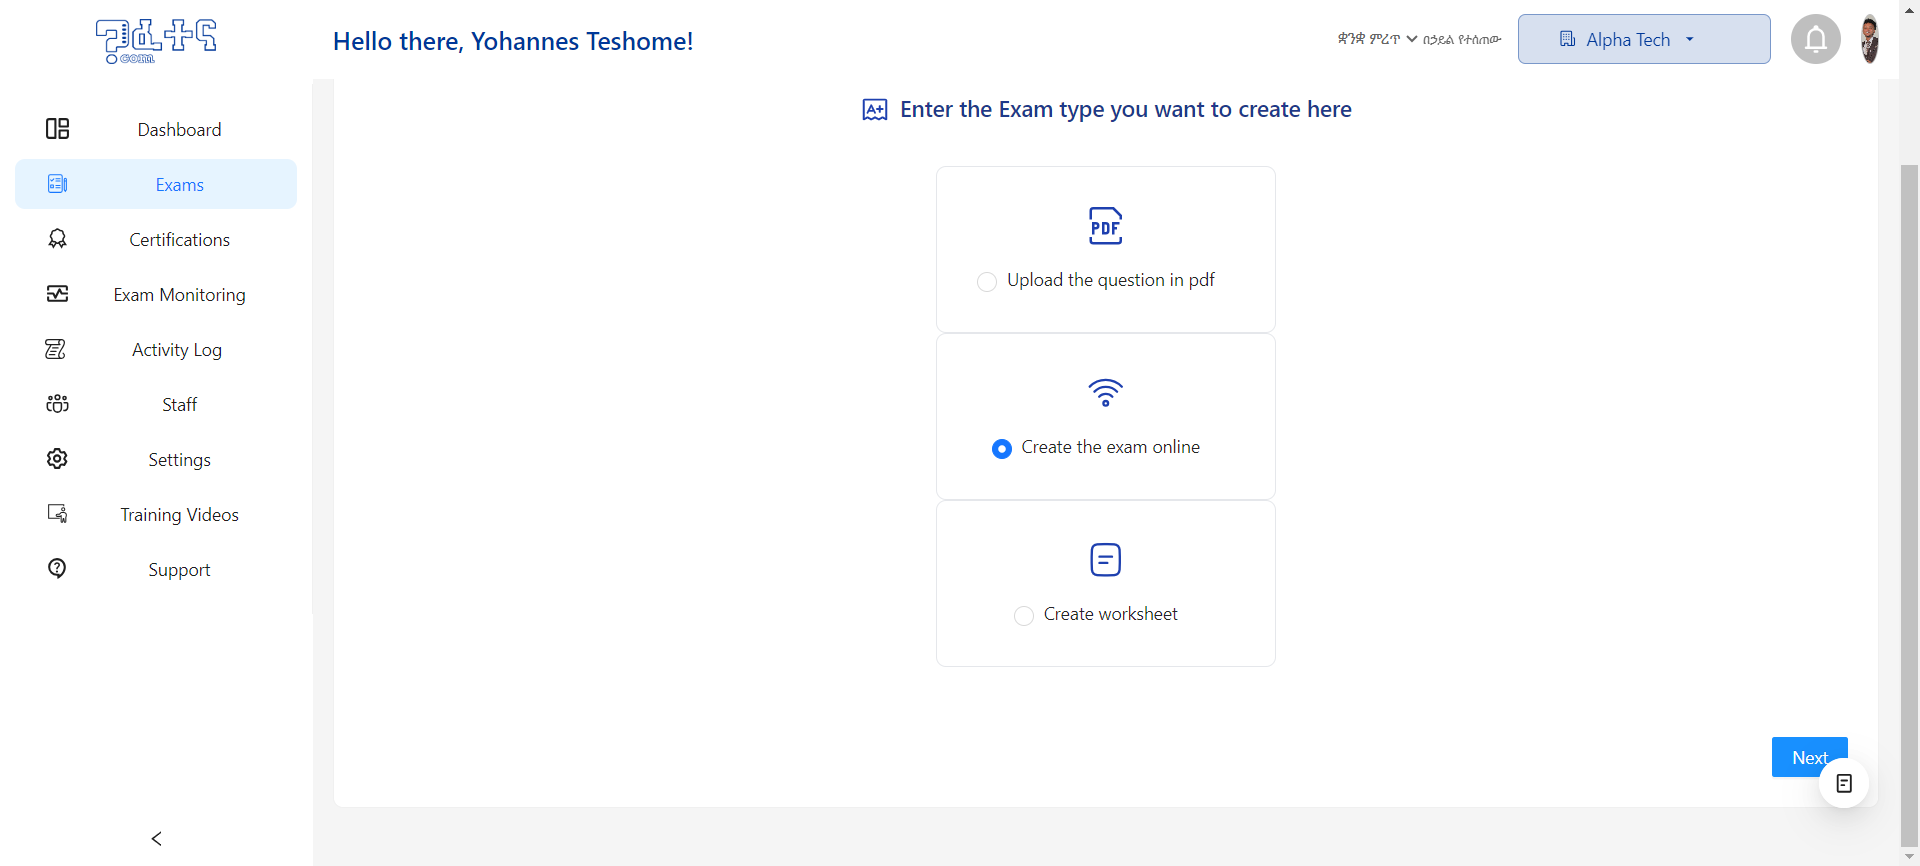 ፈተና
.com
Hello there, Yohannes Teshome!
ቋንቋ ምረጥ
በኃይል የተሰጠው
Alpha Tech
Dashboard
Exams
Certifications
Exam Monitoring
Activity Log
Staff
Settings
Training Videos
Support
A+ Enter the Exam type you want to create here
PDF
Upload the question in pdf
Create the exam online
Create worksheet
Next